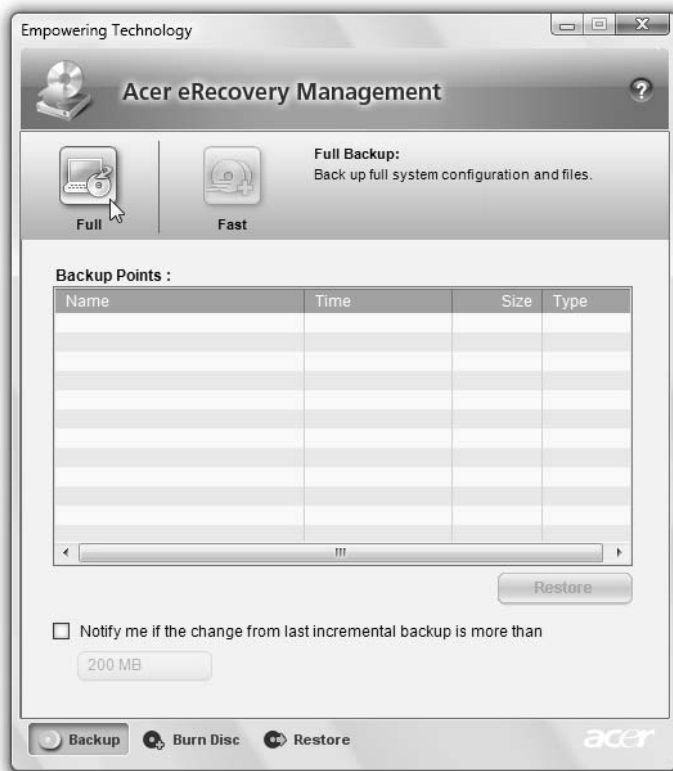 Empowering Technology
Acer eRecovery Management
?
Full
Fast
Full Backup:
Back up full system configuration and files.
Backup Points :
Name Time Size Type
Restore
Notify me if the change from last incremental backup is more than
200 MB
Backup Burn Disc Restore acer